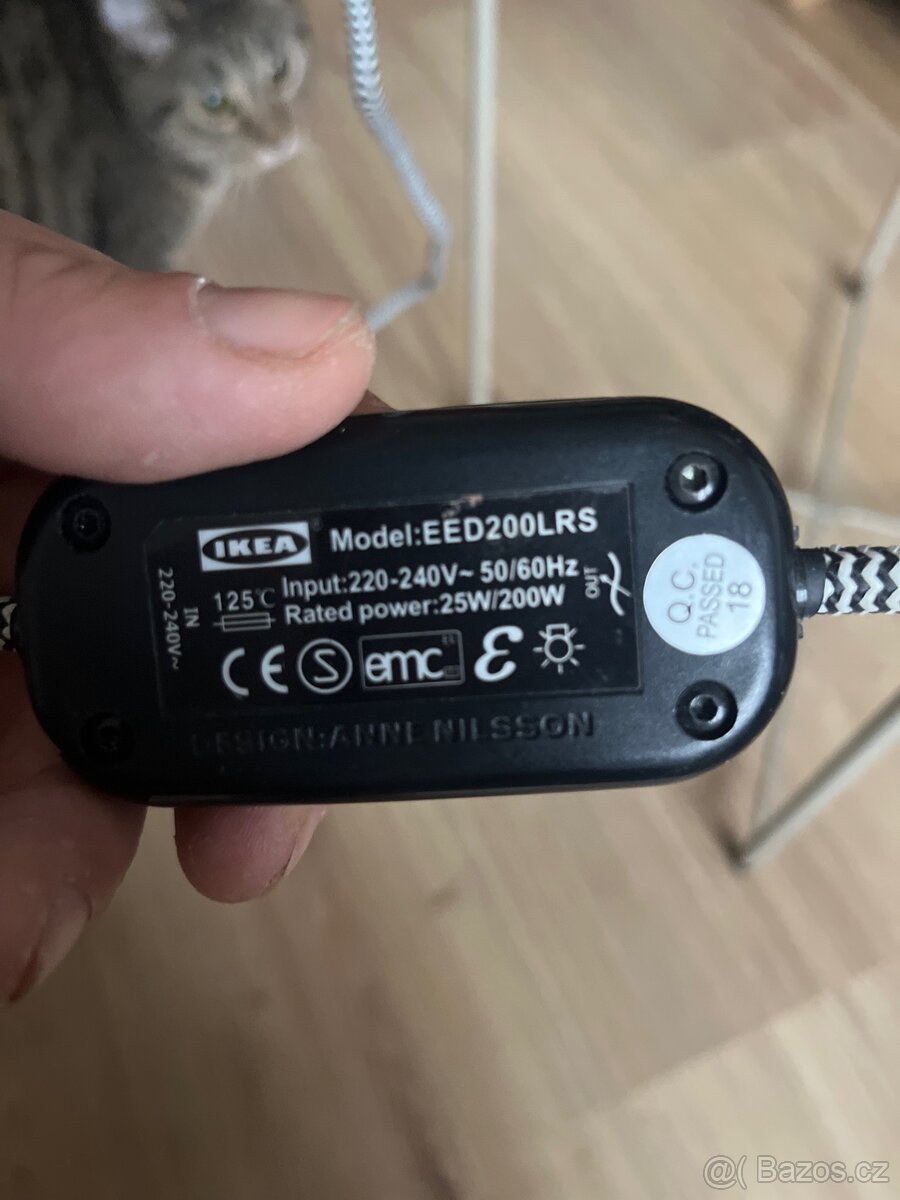 IKEA
Model:EED200LRS
Input:220-240V~ 50/60Hz
125℃
Rated power:25W/200W
IN
220-240V~
OUT
CE
S
emc
ε
DESIGN:ANNE NILSSON
Q.C.
PASSED
18
@( Bazos.cz